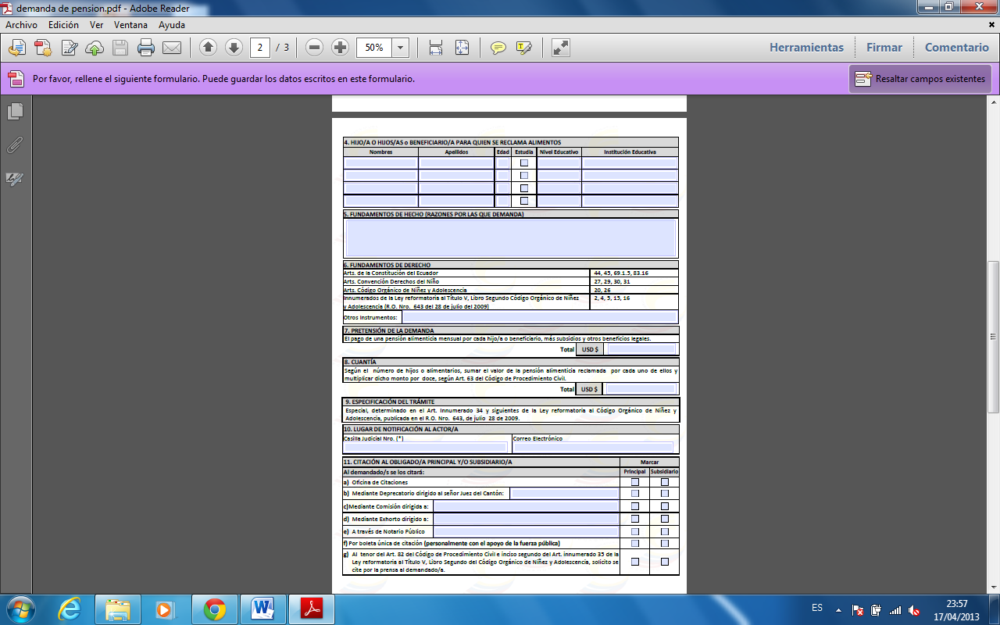 demanda de pension.pdf - Adobe Reader
Archivo Edición Ver Ventana Ayuda
2 / 3 50% Herramientas Firmar Comentario
Por favor, rellene el siguiente formulario. Puede guardar los datos escritos en este formulario. Resaltar campos existentes
4. HIJO/A O HIJOS/AS o BENEFICIARIO/A PARA QUIEN SE RECLAMA ALIMENTOS
Nombres Apellidos Edad Estudia Nivel Educativo Institución Educativa
5. FUNDAMENTOS DE HECHO (RAZONES POR LAS QUE DEMANDA)
6. FUNDAMENTOS DE DERECHO
Arts. de la Constitución del Ecuador 44, 45, 69.1.5, 83.16
Arts. Convención Derechos del Niño 27, 29, 30, 31
Arts. Código Orgánico de Niñez y Adolescencia 20, 26
Innumerados de la Ley reformatoria al Título V, Libro Segundo Código Orgánico de Niñez 2, 4, 5, 15, 16
y Adolescencia (R.O. Nro. 643 del 28 de julio del 2009)
Otros Instrumentos:
7. PRETENSIÓN DE LA DEMANDA
El pago de una pensión alimenticia mensual por cada hijo/a o beneficiario, más subsidios y otros beneficios legales.
Total USD $
8. CUANTÍA
Según el número de hijos o alimentarios, sumar el valor de la pensión alimenticia reclamada por cada uno de ellos y
multiplicar dicho monto por doce, según Art. 63 del Código de Procedimiento Civil.
Total USD $
9. ESPECIFICACIÓN DEL TRÁMITE
Especial, determinado en el Art. Innumerado 34 y siguientes de la Ley reformatoria al Código Orgánico de Niñez y
Adolescencia, publicada en el R.O. Nro. 643, de julio 28 de 2009.
10. LUGAR DE NOTIFICACIÓN AL ACTOR/A
Casilla Judicial Nro. (*) Correo Electrónico
11. CITACIÓN AL OBLIGADO/A PRINCIPAL Y/O SUBSIDIARIO/A Marcar
Al demandado/s se los citará: Principal Subsidiario
a) Oficina de Citaciones
b) Mediante Deprecatorio dirigido al señor Juez del Cantón:
c)Mediante Comisión dirigida a:
d) Mediante Exhorto dirigido a:
e) A través de Notario Público
f) Por boleta única de citación (personalmente con el apoyo de la fuerza pública)
g) Al tenor del Art. 82 del Código de Procedimiento Civil e inciso segundo del Art. innumerado 35 de la
Ley reformatoria al Título V, Libro Segundo del Código Orgánico de Niñez y Adolescencia, solicito se
cite por la prensa al demandado/a.
ES 23:57
17/04/2013